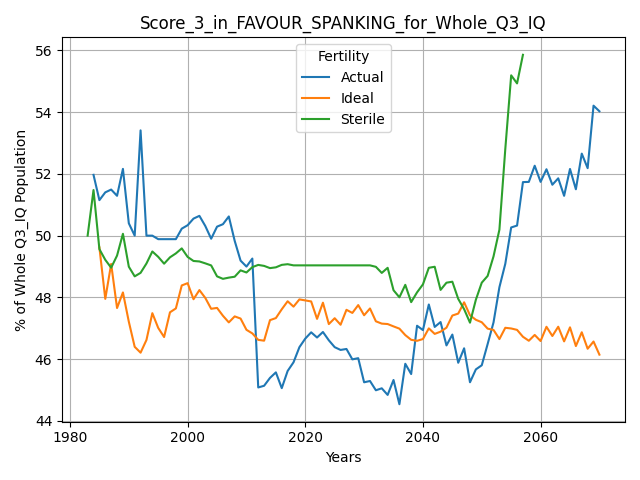 Score_3_in_FAVOUR_SPANKING_for_Whole_Q3_IQ
% of Whole Q3_IQ Population
56
54
52
50
48
46
44
Fertility
Actual
Ideal
Sterile
1980
2000
2020
2040
2060
Years